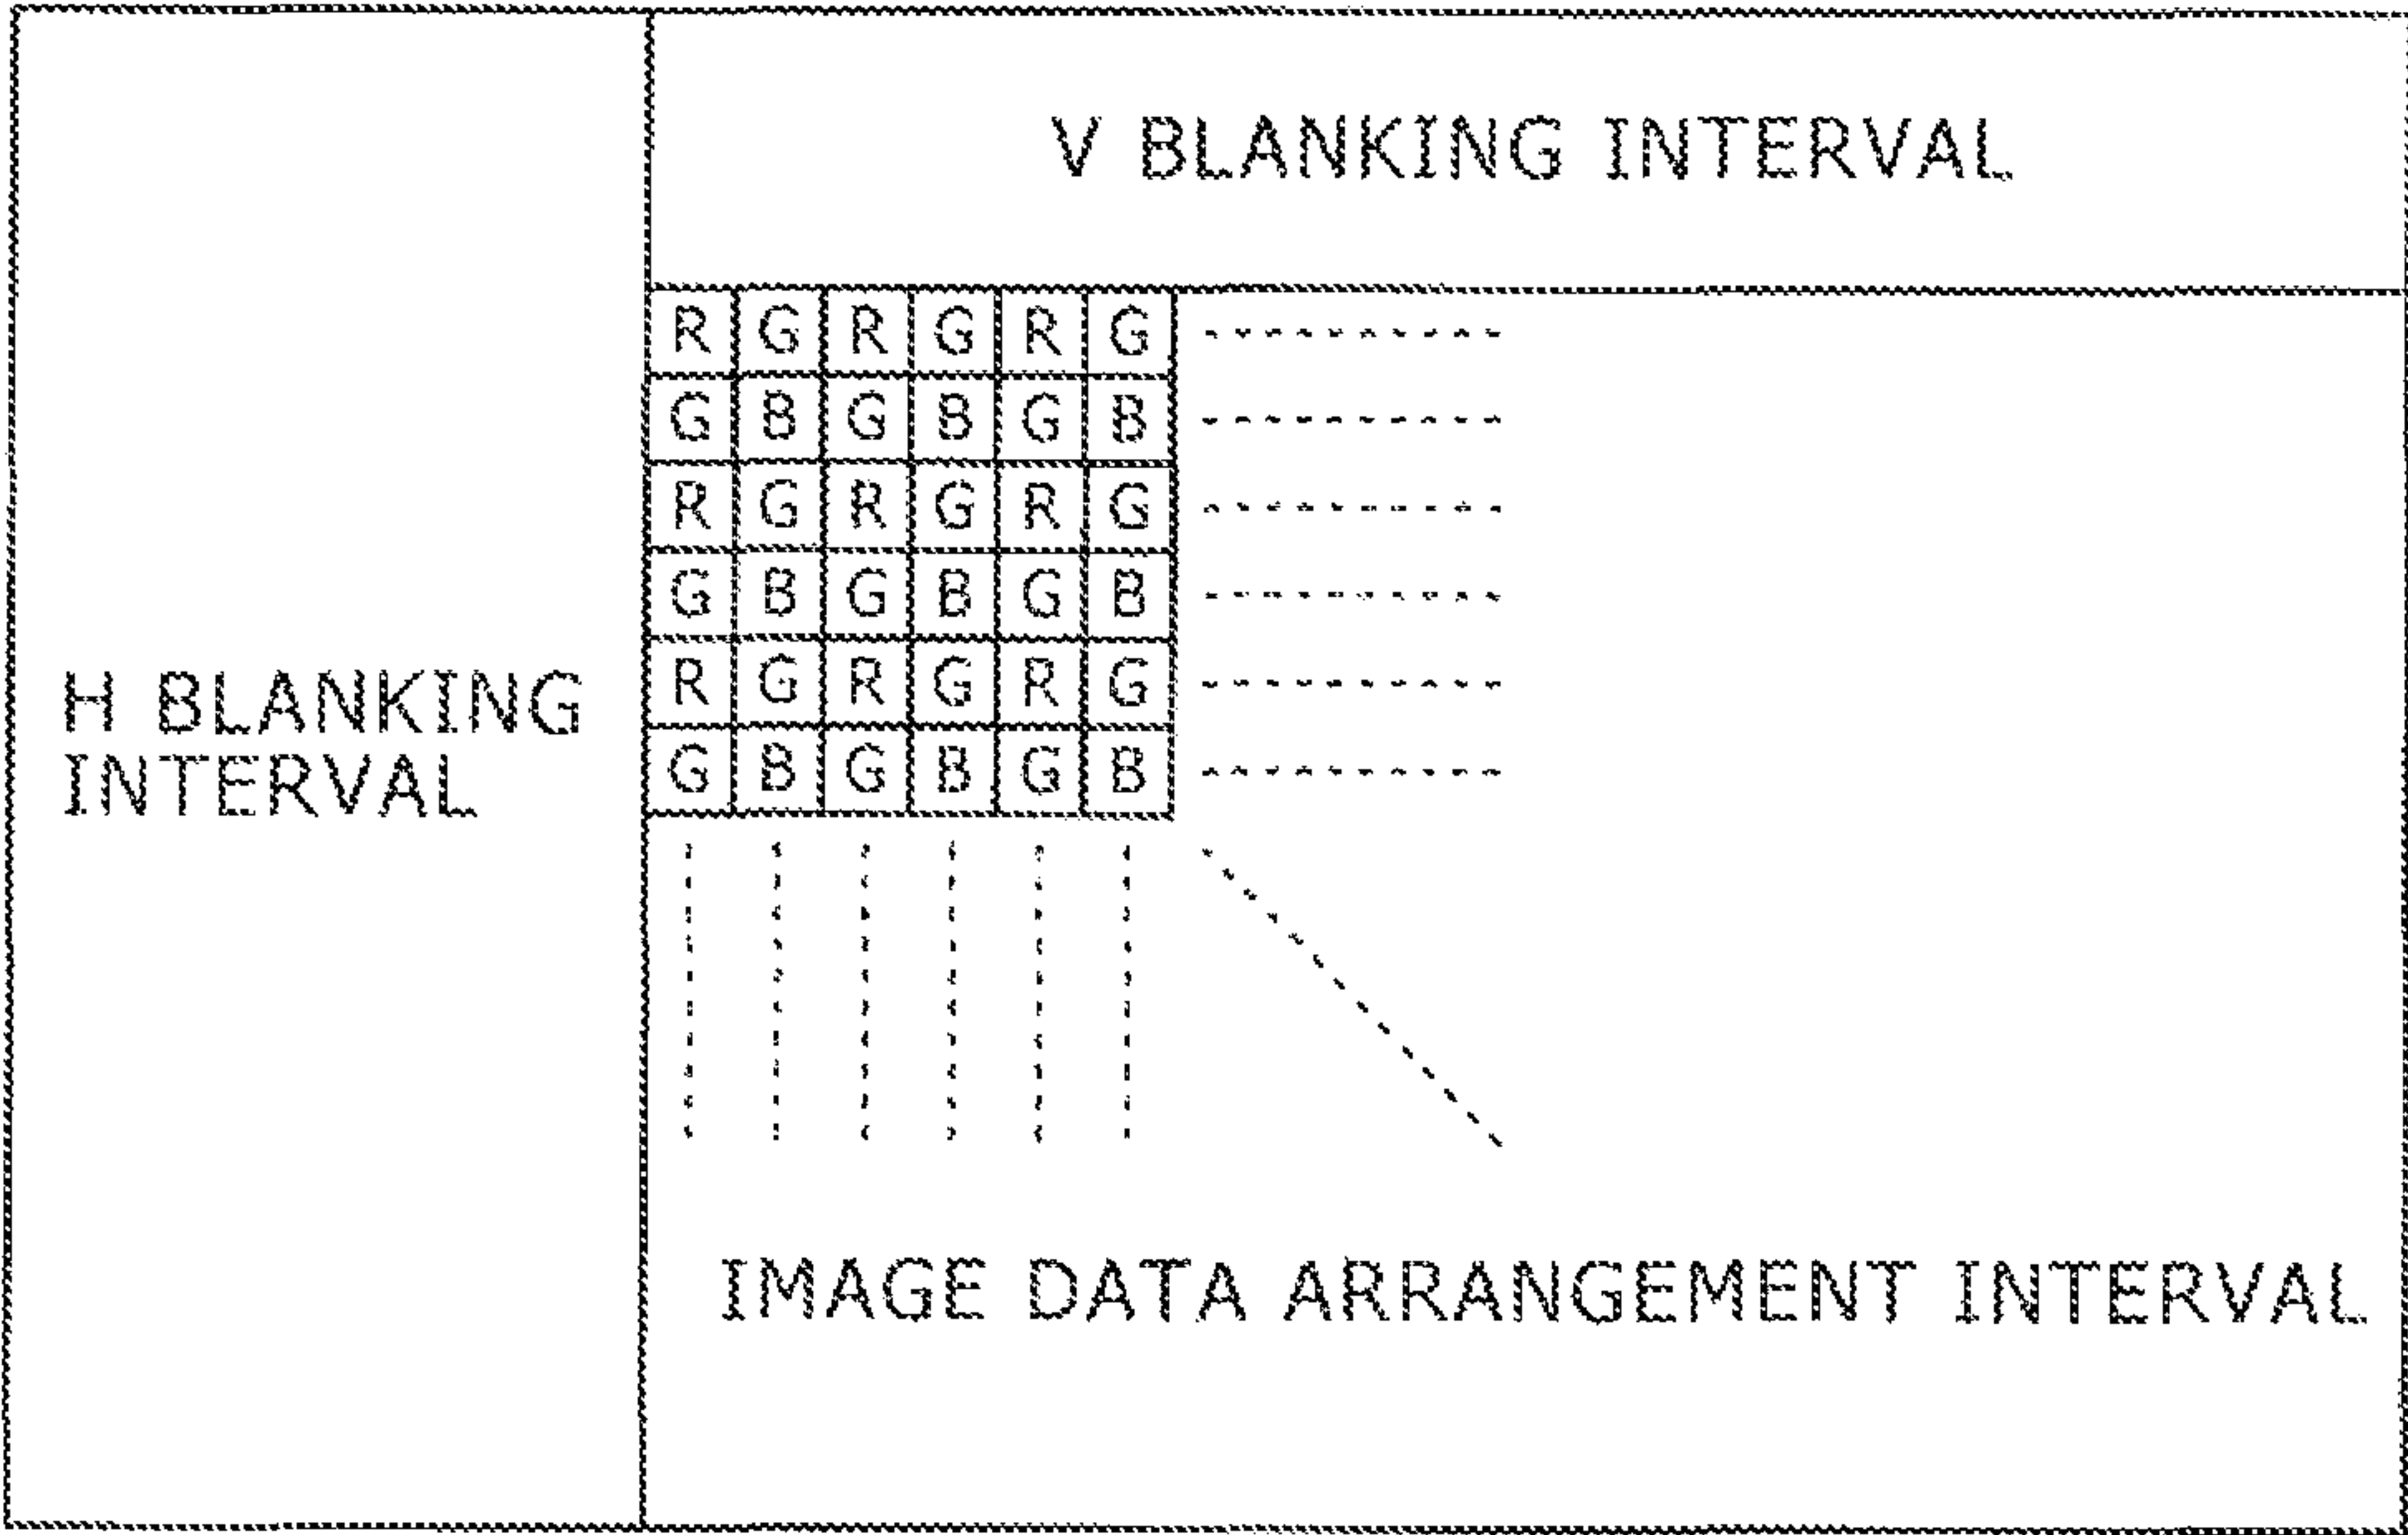 V BLANKING INTERVAL
R G R G R G
G B G B G B
R G R G R G
G B G B G B
R G R G R G
G B G B G B
H BLANKING
INTERVAL
IMAGE DATA ARRANGEMENT INTERVAL